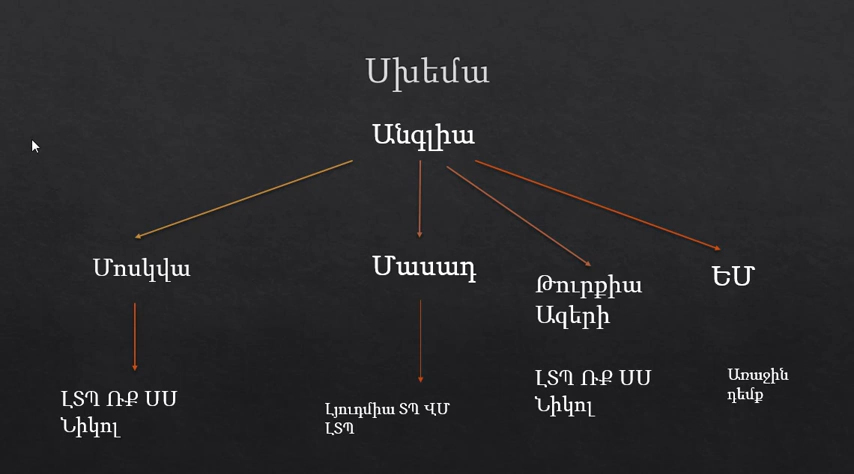 Սխեմա
Անգլիա
Մոսկվա
Մասադ
Թուրքիա
Ազերի
ԵՄ
ԼՏՊ ՌՔ ՍՍ
Նիկոլ
Լյուդմիա ՏՊ ՎՄ
ԼՏՊ
ԼՏՊ ՌՔ ՍՍ
Նիկոլ
Առաջին
դեմք